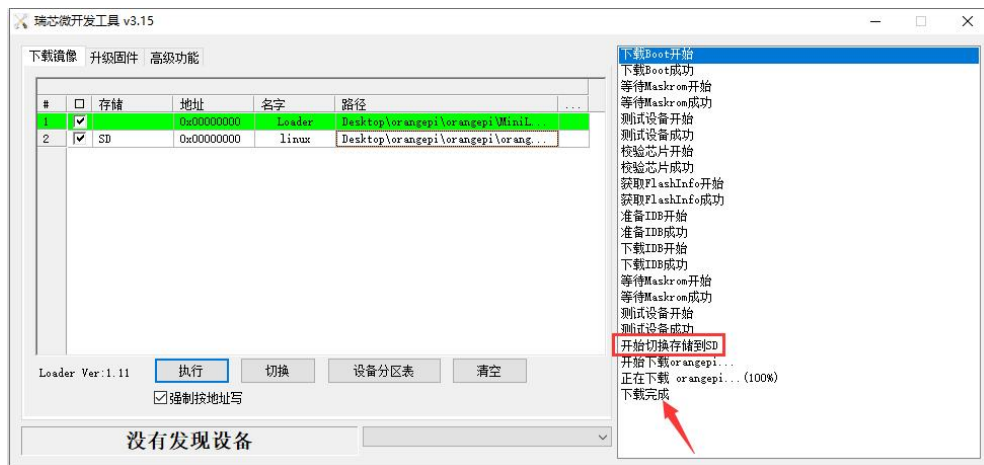 瑞芯微开发工具 v3.15
下载镜像 升级固件 高级功能
# 存储 地址 名字 路径 ...
1 0x00000000 Loader Desktop\orangepi\orangepi\MiniL...
2 SD 0x00000000 linux Desktop\orangepi\orangepi\orang...
Loader Ver:1.11 执行 切换 设备分区表 清空
强制按地址写
没有发现设备
下载Boot开始
下载Boot成功
等待Maskrom开始
等待Maskrom成功
测试设备开始
测试设备成功
校验芯片开始
校验芯片成功
获取FlashInfo开始
获取FlashInfo成功
准备IDB开始
准备IDB成功
下载IDB开始
下载IDB成功
等待Maskrom开始
等待Maskrom成功
测试设备开始
测试设备成功
开始切换存储到SD
开始下载orangepi...
正在下载 orangepi...(100%)
下载完成